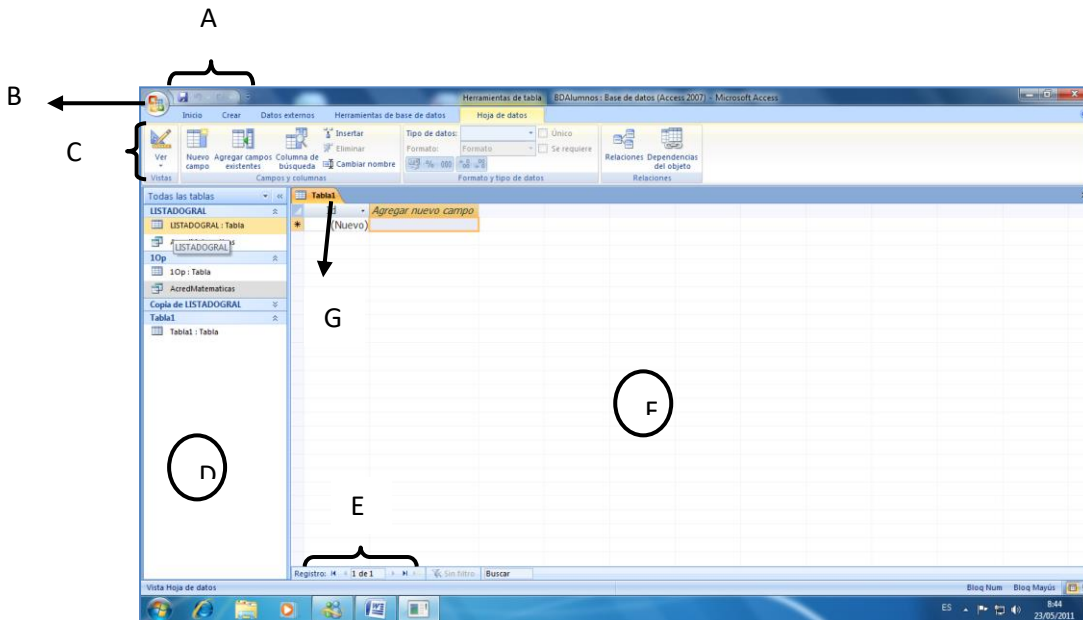 A
B
Herramientas de tabla BDAlumnos : Base de datos (Access 2007) - Microsoft Access
Inicio Crear Datos externos Herramientas de base de datos Hoja de datos
C
Ver
Vistas
Nuevo campo
Agregar campos existentes
Columna de búsqueda
Insertar
Eliminar
Cambiar nombre
Campos y columnas
Tipo de datos: Único
Formato: Formato Se requiere
% 000
Formato y tipo de datos
Relaciones
Dependencias del objeto
Relaciones
Todas las tablas
LISTADOGRAL
LISTADOGRAL : Tabla
LISTADOGRAL
1Op
1Op : Tabla
AcredMatematicas
Copia de LISTADOGRAL
Tabla1
Tabla1 : Tabla
Tabla1
Agregar nuevo campo
(Nuevo)
G
D
E
Registro: 1 de 1 Sin filtro Buscar
Vista Hoja de datos Bloq Num Bloq Mayús
ES 8:44
23/05/2011